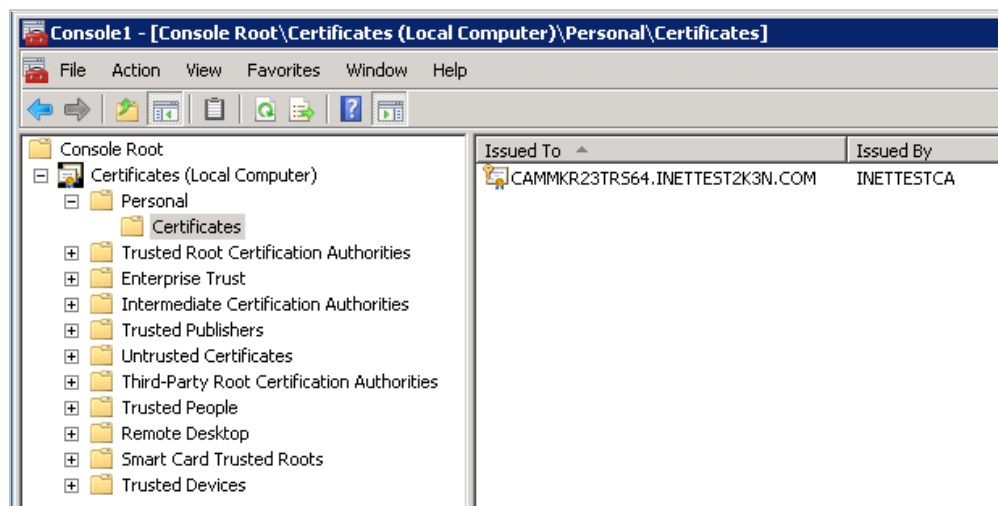 Console1 - [Console Root\Certificates (Local Computer)\Personal\Certificates]
File Action View Favorites Window Help
Console Root
Certificates (Local Computer)
Personal
Certificates
Trusted Root Certification Authorities
Enterprise Trust
Intermediate Certification Authorities
Trusted Publishers
Untrusted Certificates
Third-Party Root Certification Authorities
Trusted People
Remote Desktop
Smart Card Trusted Roots
Trusted Devices
Issued To Issued By
CAMMKR23TRS64.INETTEST2K3N.COM INETTESTCA